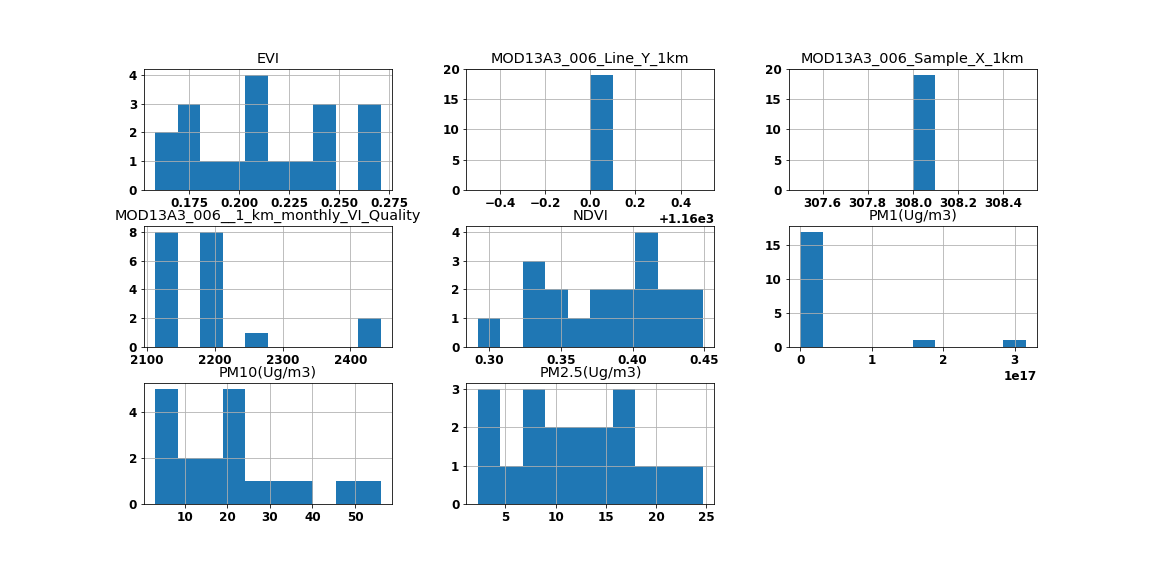 EVI
4
3
2
1
0
0.175 0.200 0.225 0.250 0.275
MOD13A3_006_Line_Y_1km
20
15
10
5
0
−0.4 −0.2 0.0 0.2 0.4
+1.16e3
MOD13A3_006_Sample_X_1km
20
15
10
5
0
307.6 307.8 308.0 308.2 308.4
MOD13A3_006__1_km_monthly_VI_Quality
8
6
4
2
0
2100 2200 2300 2400
NDVI
4
3
2
1
0
0.30 0.35 0.40 0.45
PM1(Ug/m3)
15
10
5
0
0 1 2 3
1e17
PM10(Ug/m3)
4
2
0
10 20 30 40 50
PM2.5(Ug/m3)
3
2
1
0
5 10 15 20 25